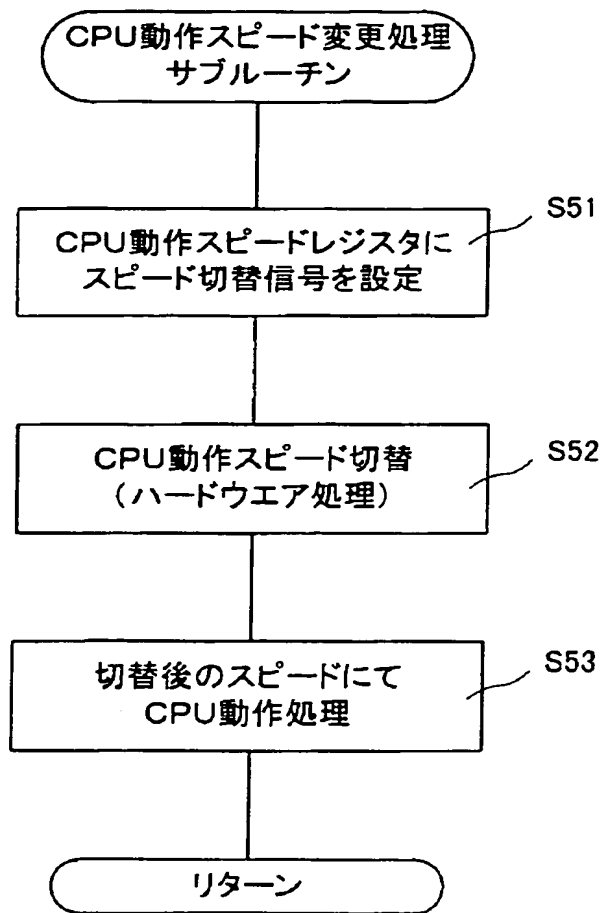 CPU動作スピード変更処理
サブルーチン
S51
CPU動作スピードレジスタに
スピード切替信号を設定
S52
CPU動作スピード切替
(ハードウエア処理)
S53
切替後のスピードにて
CPU動作処理
リターン